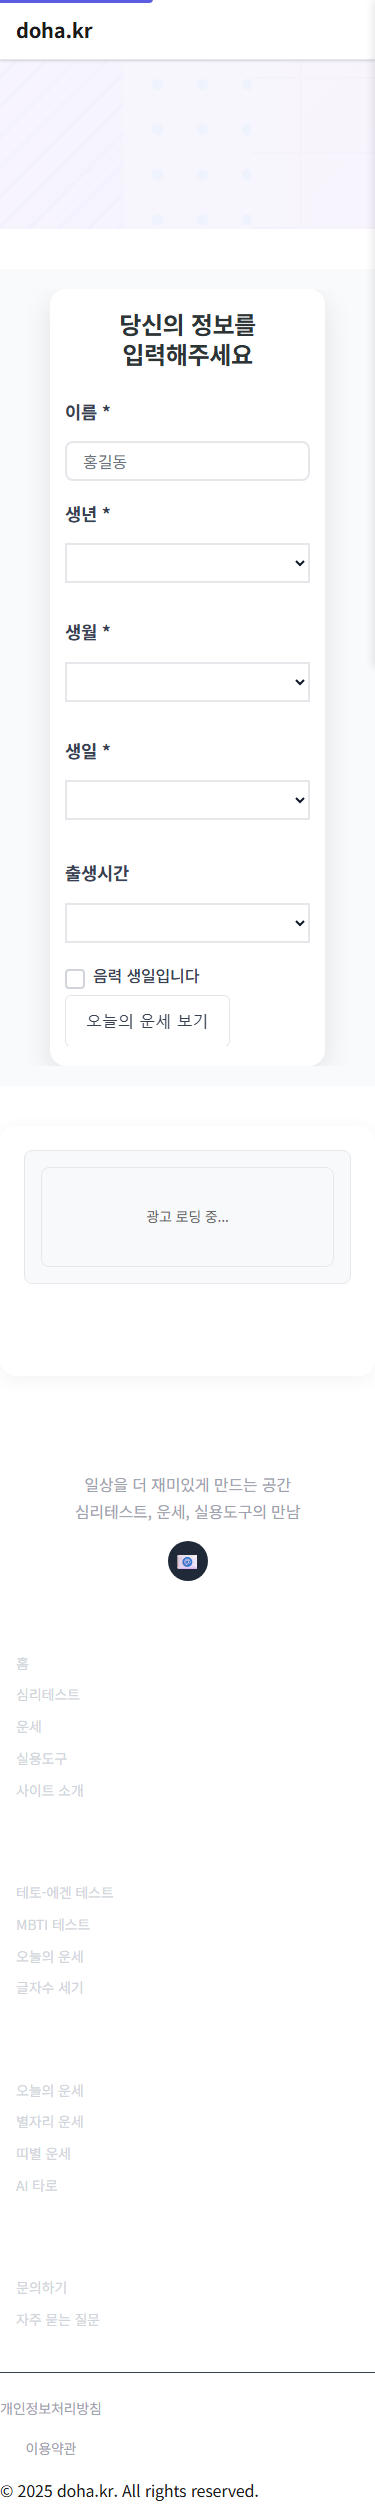 doha.kr
당신의 정보를
입력해주세요
이름 *
홍길동
생년 *
생월 *
생일 *
출생시간
음력 생일입니다
오늘의 운세 보기
광고 로딩 중...
일상을 더 재미있게 만드는 공간
심리테스트, 운세, 실용도구의 만남
홈
심리테스트
운세
실용도구
사이트 소개
테토-에겐 테스트
MBTI 테스트
오늘의 운세
글자수 세기
오늘의 운세
별자리 운세
띠별 운세
AI 타로
문의하기
자주 묻는 질문
개인정보처리방침
이용약관
© 2025 doha.kr. All rights reserved.